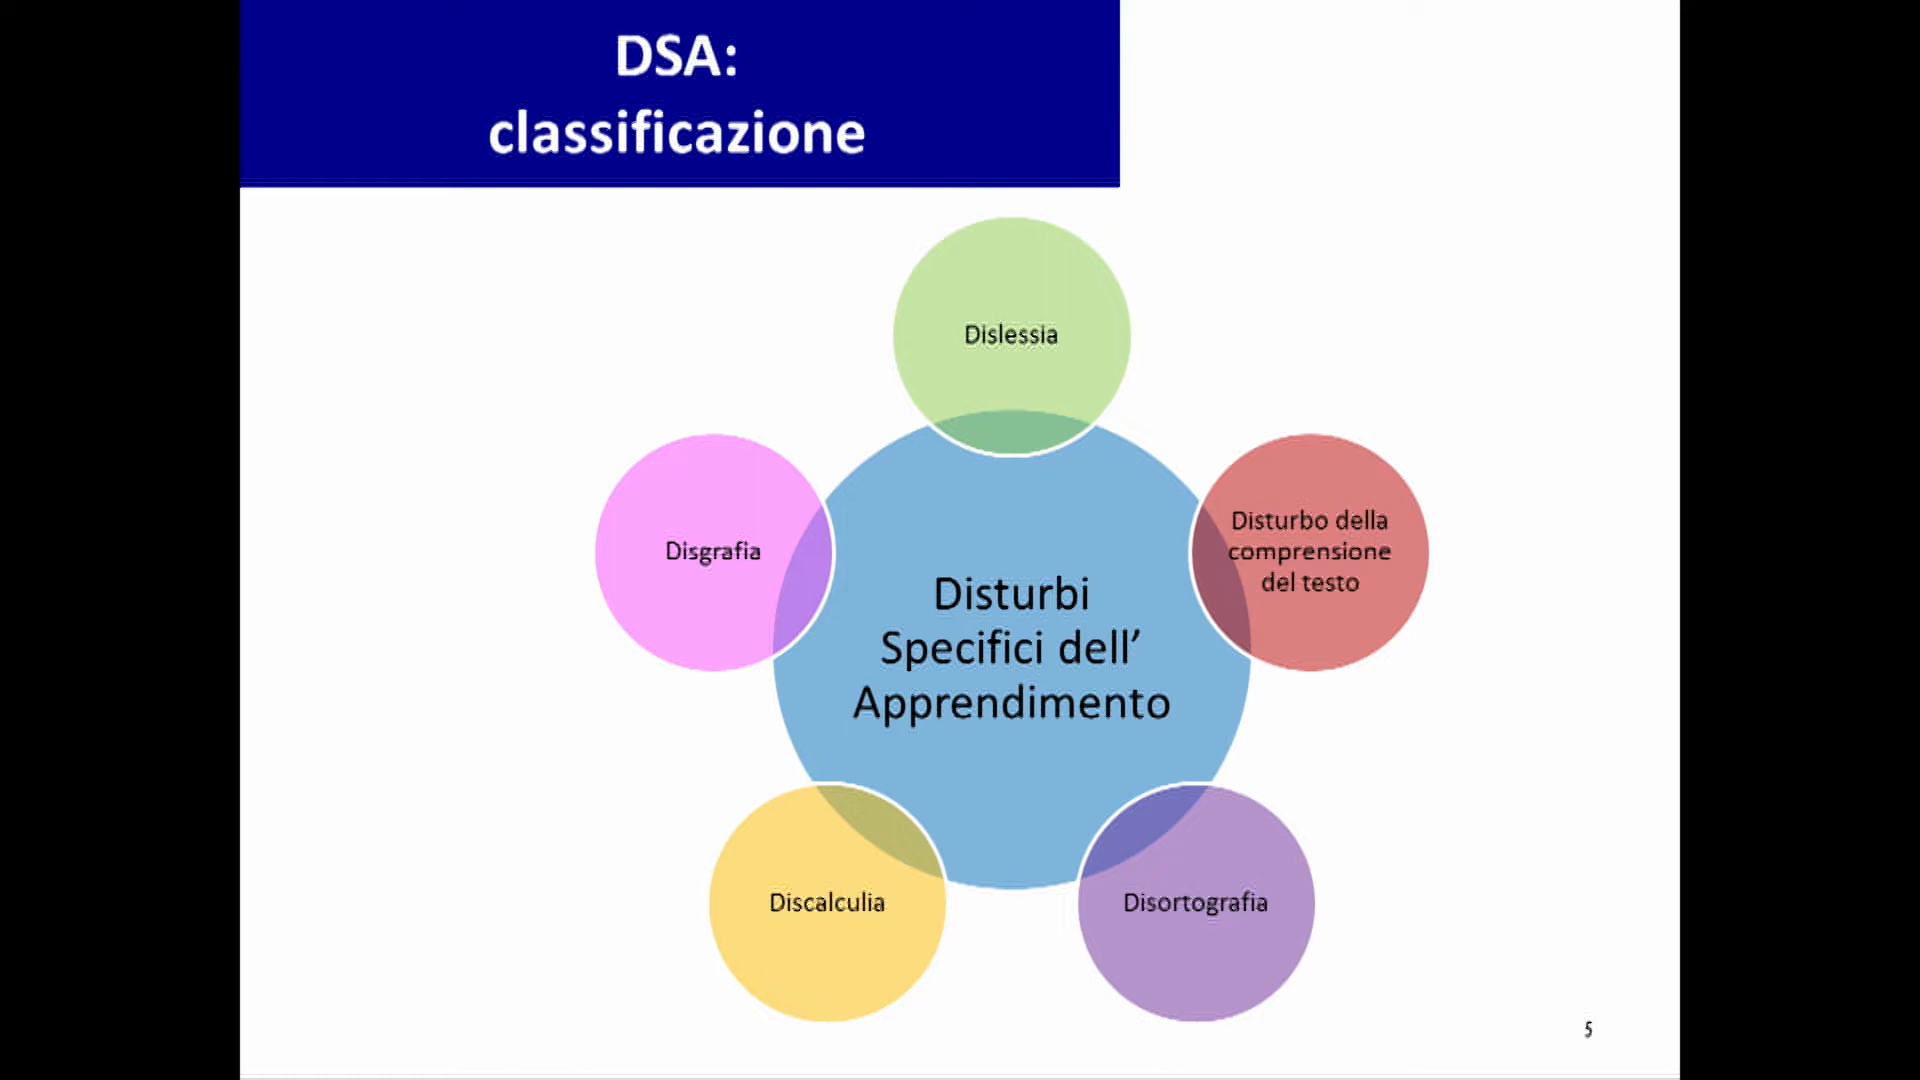 DSA:
classificazione
Dislessia
Disgrafia
Disturbo della
comprensione
del testo
Disturbi
Specifici dell’
Apprendimento
Discalculia
Disortografia
5